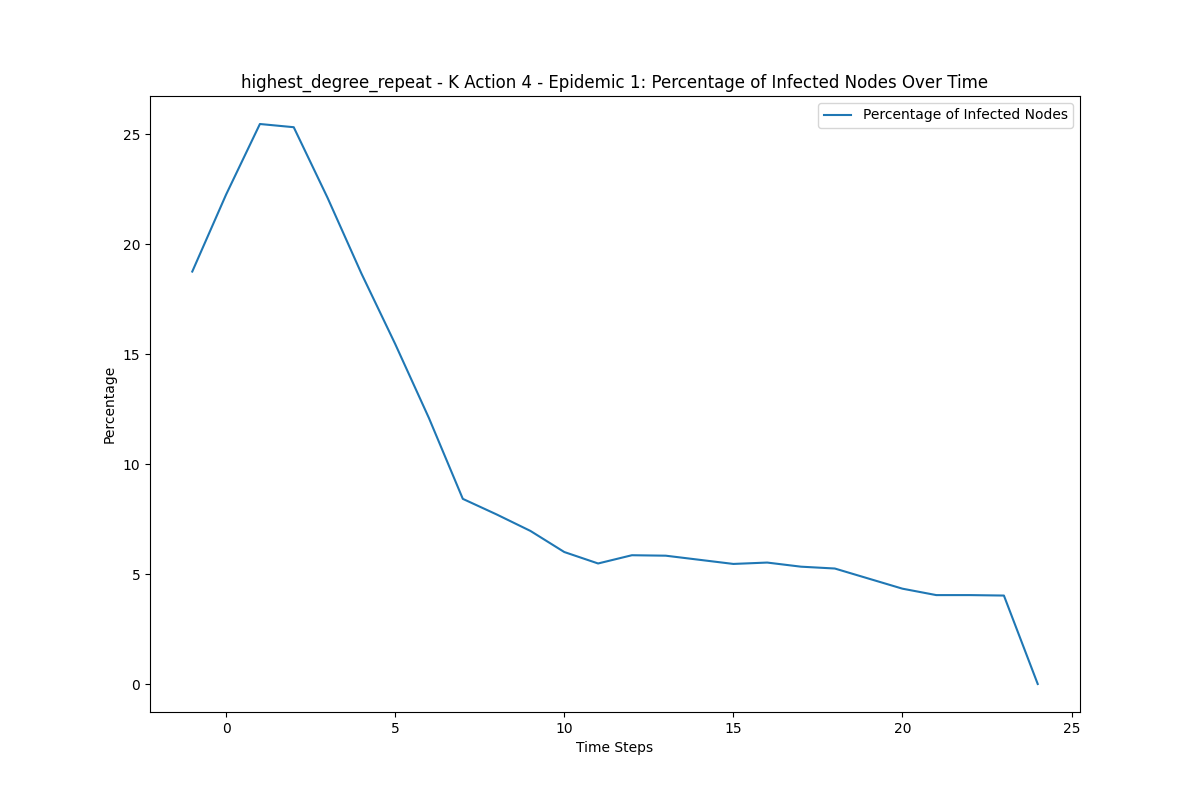 highest_degree_repeat - K Action 4 - Epidemic 1: Percentage of Infected Nodes Over Time
Percentage of Infected Nodes
25
20
15
10
5
0
Percentage
0 5 10 15 20 25
Time Steps